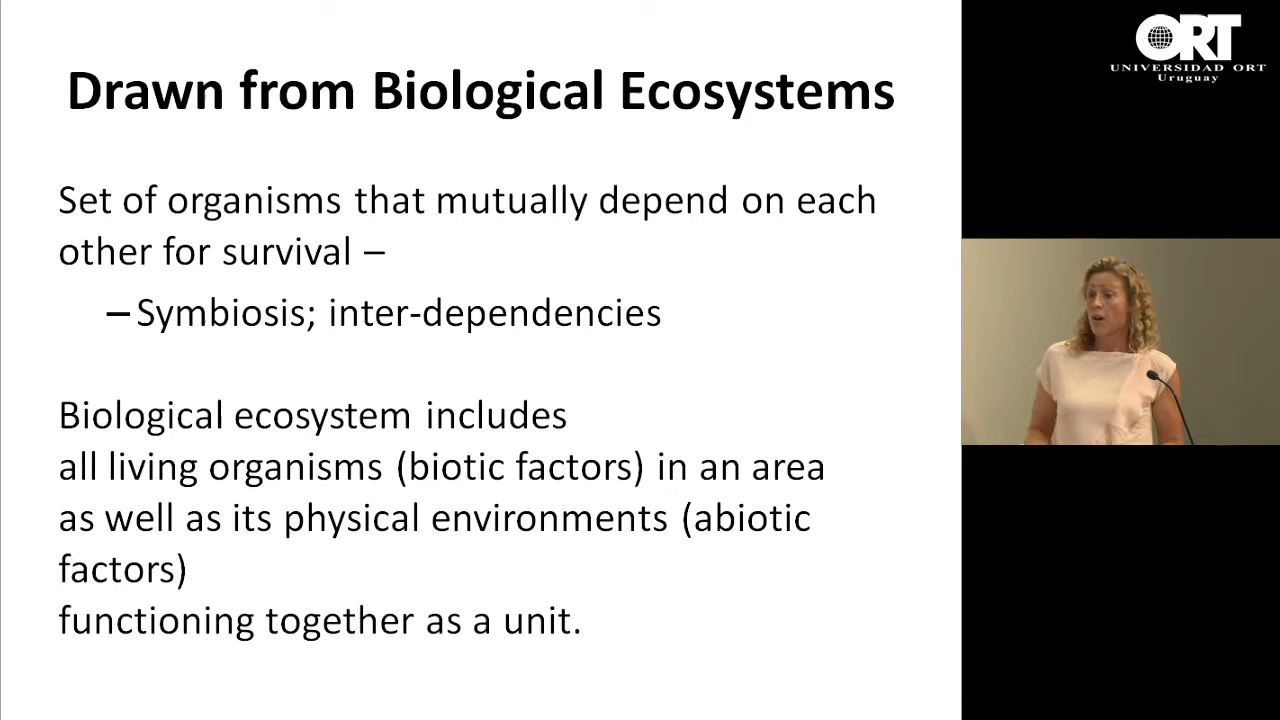 Drawn from Biological Ecosystems
Set of organisms that mutually depend on each
other for survival –
– Symbiosis; inter-dependencies
Biological ecosystem includes
all living organisms (biotic factors) in an area
as well as its physical environments (abiotic
factors)
functioning together as a unit.
ORT
UNIVERSIDAD ORT
Uruguay